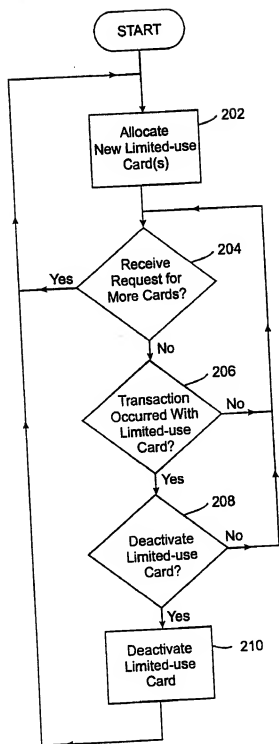 START
202
Allocate
New Limited-use
Card(s)
204
Receive
Request for
More Cards?
Yes
No
206
Transaction
Occurred With
Limited-use
Card?
No
Yes
208
Deactivate
Limited-use
Card?
No
Yes
210
Deactivate
Limited-use
Card